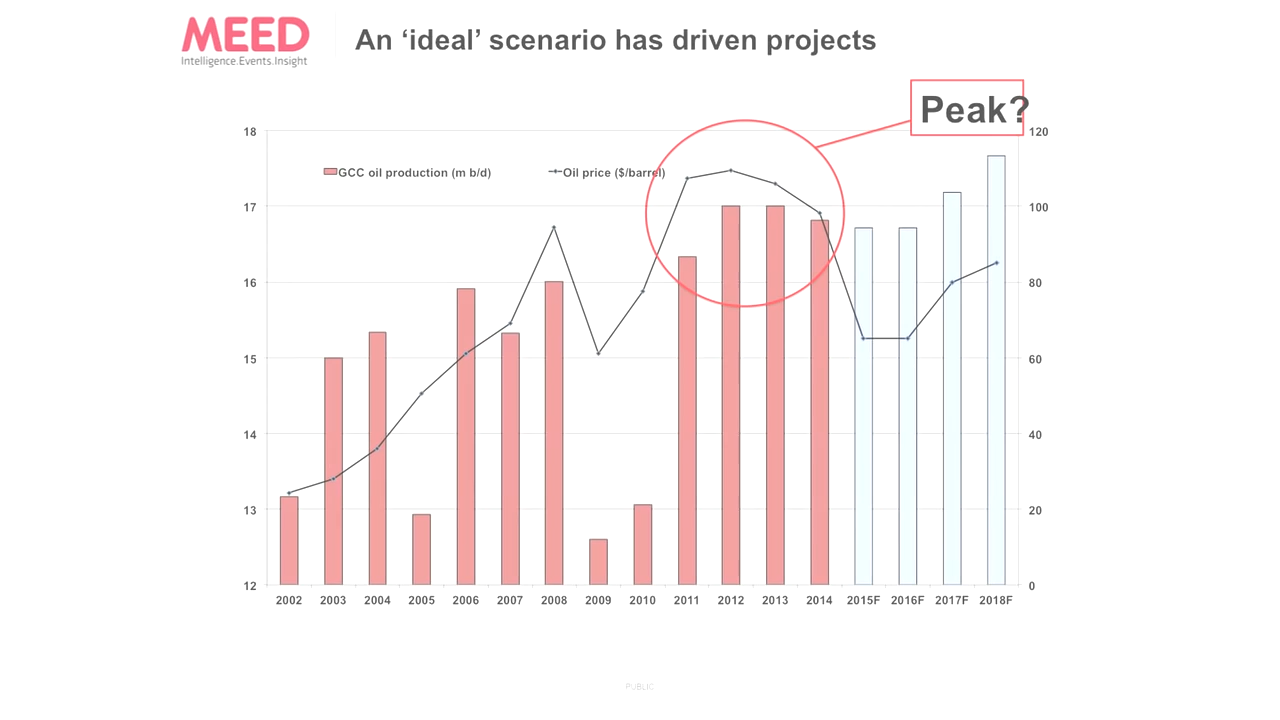 MEED
Intelligence.Events.Insight
An ‘ideal’ scenario has driven projects
Peak?
GCC oil production (m b/d)
Oil price ($/barrel)
18
17
16
15
14
13
12
120
100
80
60
40
20
0
2002 2003 2004 2005 2006 2007 2008 2009 2010 2011 2012 2013 2014 2015F 2016F 2017F 2018F
PUBLIC